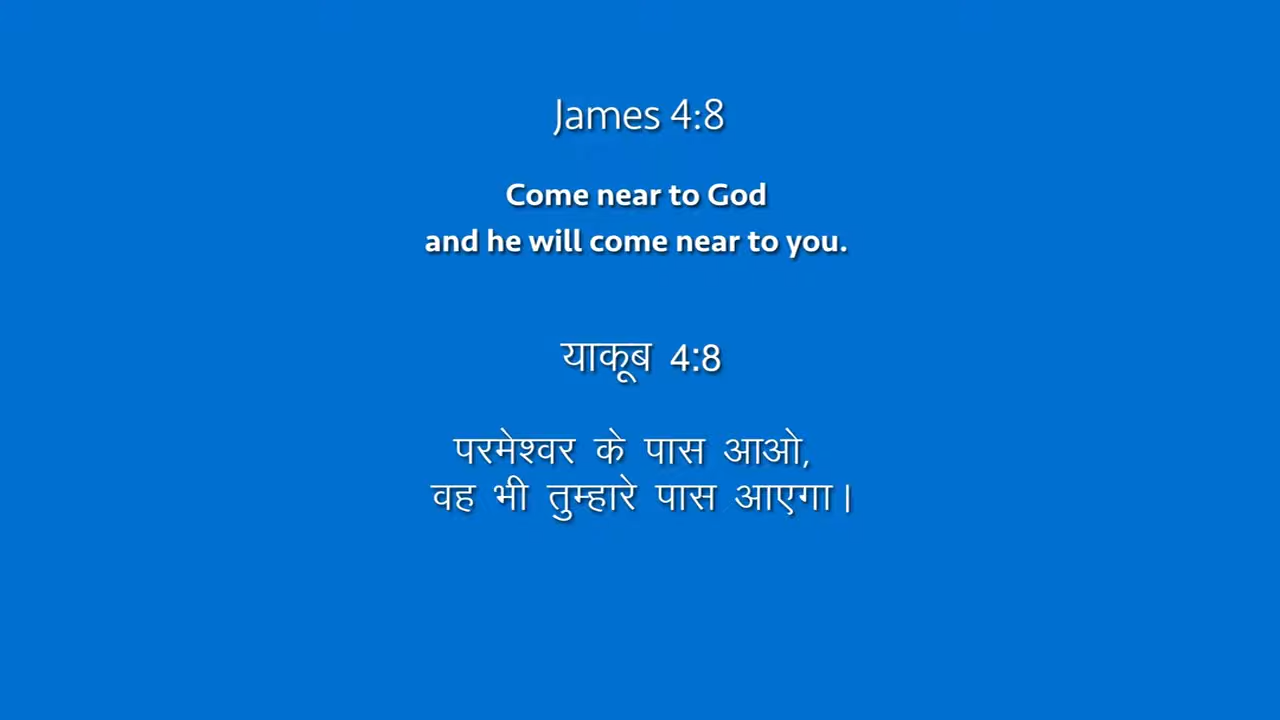 James 4:8
Come near to God
and he will come near to you.
याकूब 4:8
परमेश्वर के पास आओ,
वह भी तुम्हारे पास आएगा।